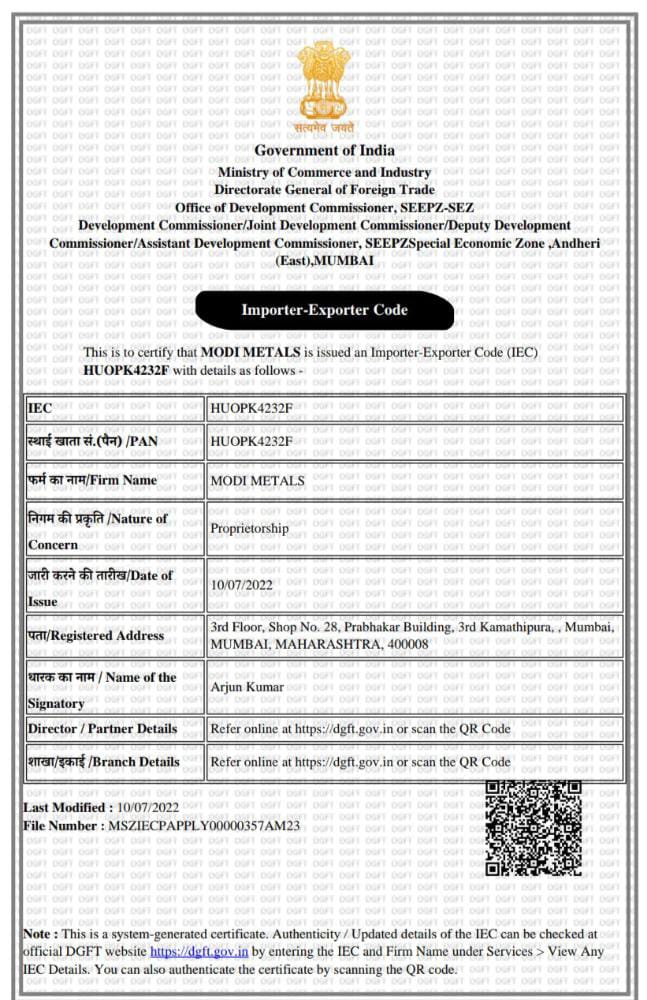 सत्यमेव जयते
Government of India
Ministry of Commerce and Industry
Directorate General of Foreign Trade
Office of Development Commissioner, SEEPZ-SEZ
Development Commissioner/Joint Development Commissioner/Deputy Development
Commissioner/Assistant Development Commissioner, SEEPZSpecial Economic Zone ,Andheri
(East),MUMBAI
Importer-Exporter Code
This is to certify that MODI METALS is issued an Importer-Exporter Code (IEC)
HUOPK4232F with details as follows -
IEC HUOPK4232F
स्थाई खाता सं.(पैन) /PAN HUOPK4232F
फर्म का नाम/Firm Name MODI METALS
निगम की प्रकृति /Nature of
Concern
Proprietorship
जारी करने की तारीख/Date of
Issue
10/07/2022
पता/Registered Address
3rd Floor, Shop No. 28, Prabhakar Building, 3rd Kamathipura, , Mumbai,
MUMBAI, MAHARASHTRA, 400008
धारक का नाम / Name of the
Signatory
Arjun Kumar
Director / Partner Details Refer online at https://dgft.gov.in or scan the QR Code
शाखा/इकाई /Branch Details Refer online at https://dgft.gov.in or scan the QR Code
Last Modified : 10/07/2022
File Number : MSZIECPAPPLY00000357AM23
Note : This is a system-generated certificate. Authenticity / Updated details of the IEC can be checked at
official DGFT website https://dgft.gov.in by entering the IEC and Firm Name under Services > View Any
IEC Details. You can also authenticate the certificate by scanning the QR code.